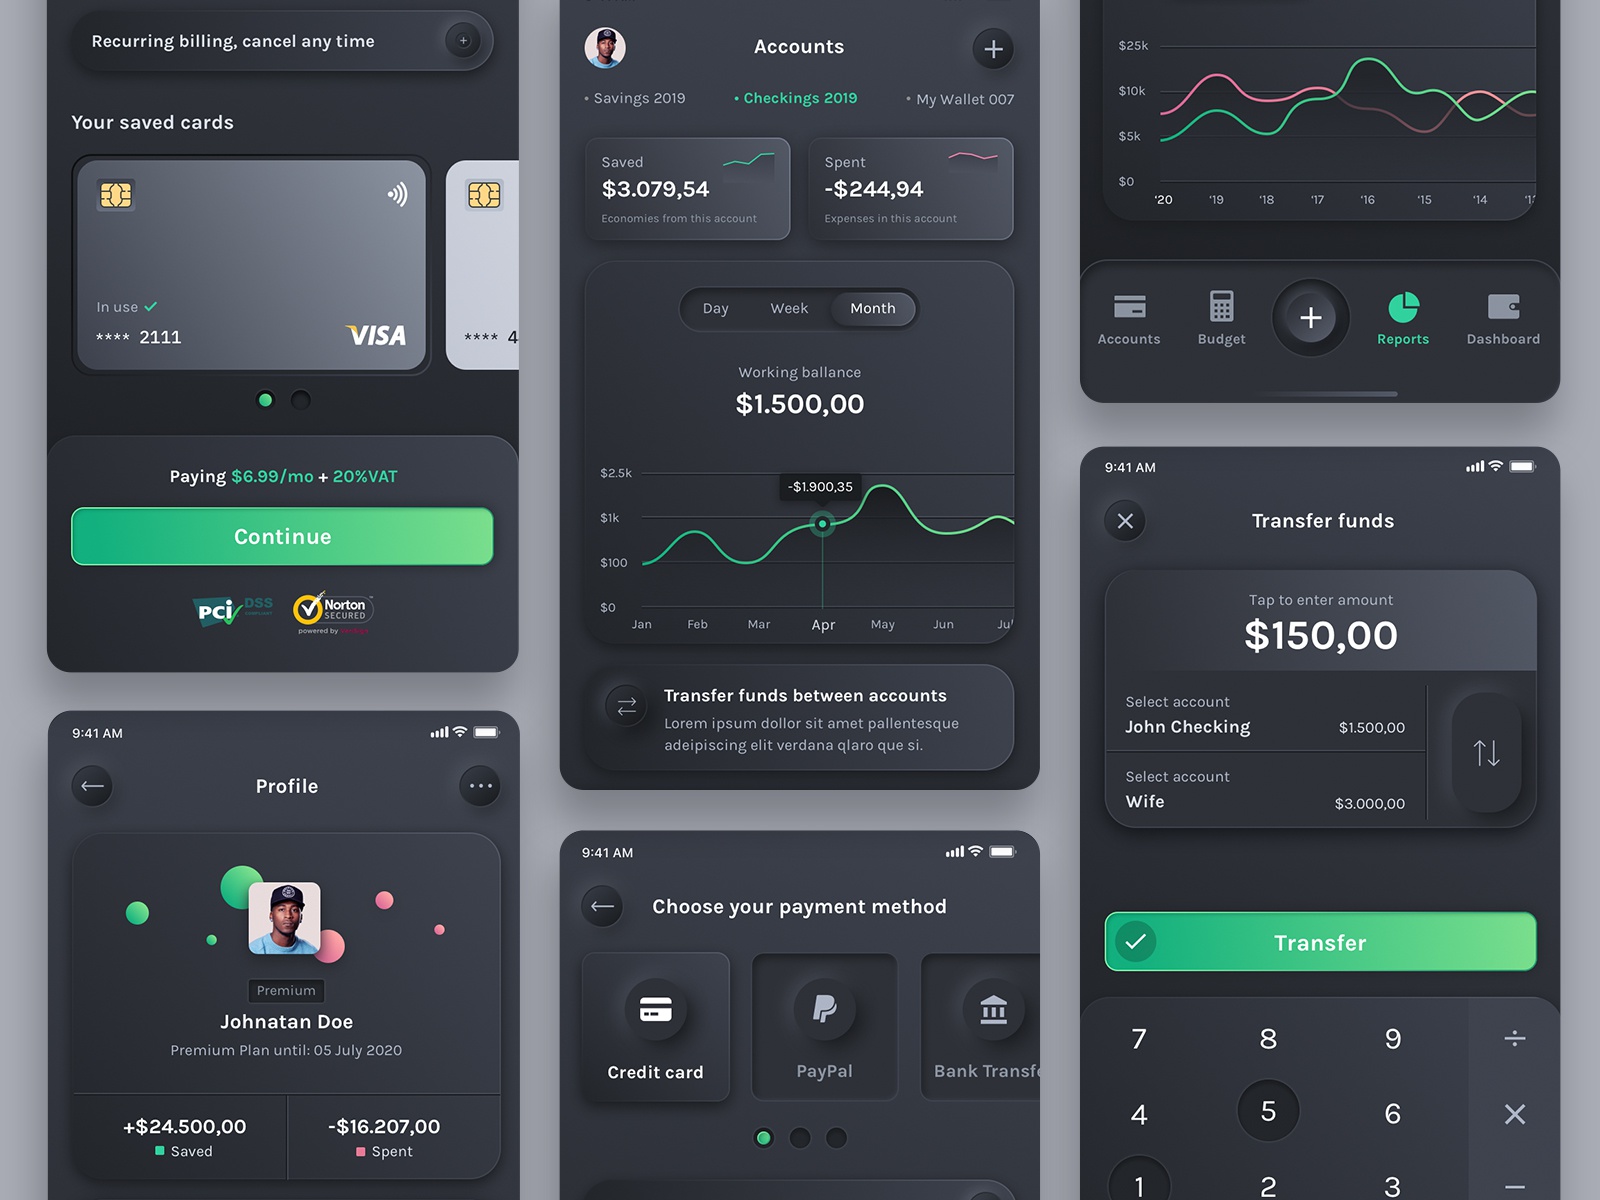 Recurring billing, cancel any time
Your saved cards
In use
**** 2111
VISA
**** 4
Paying $6.99/mo + 20%VAT
Continue
PCI DSS
COMPLIANT
Norton
SECURED
powered by
9:41 AM
Profile
Premium
Johnatan Doe
Premium Plan until: 05 July 2020
+$24.500,00
Saved
-$16.207,00
Spent
Accounts
• Savings 2019
• Checkings 2019
• My Wallet 007
Saved
$3.079,54
Economies from this account
Spent
-$244,94
Expenses in this account
Day Week Month
Working ballance
$1.500,00
$2.5k
-$1.900,35
$1k
$100
$0
Jan Feb Mar Apr May Jun Ju
Transfer funds between accounts
Lorem ipsum dollor sit amet pallentesque
adeipiscing elit verdana qlaro que si.
9:41 AM
Choose your payment method
Credit card
PayPal
Bank Transfe
$25k
$10k
$5k
$0
'20 '19 '18 '17 '16 '15 '14 '1
Accounts Budget Reports Dashboard
9:41 AM
Transfer funds
Tap to enter amount
$150,00
Select account
John Checking $1.500,00
Select account
Wife $3.000,00
Transfer
7 8 9 ÷
4 5 6 ×
1 2 3 −